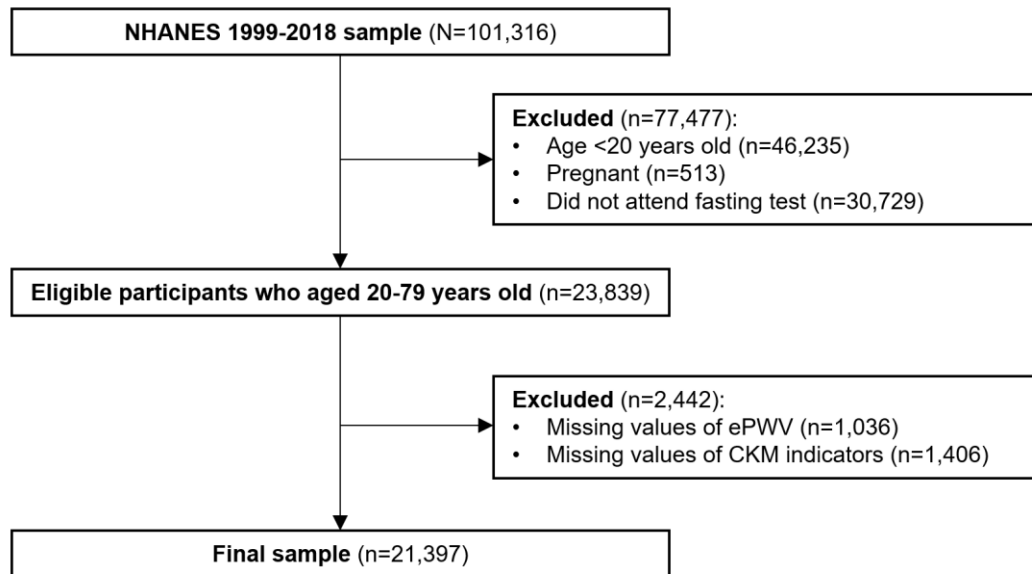 NHANES 1999-2018 sample (N=101,316)
Excluded (n=77,477):
• Age <20 years old (n=46,235)
• Pregnant (n=513)
• Did not attend fasting test (n=30,729)
Eligible participants who aged 20-79 years old (n=23,839)
Excluded (n=2,442):
• Missing values of ePWV (n=1,036)
• Missing values of CKM indicators (n=1,406)
Final sample (n=21,397)